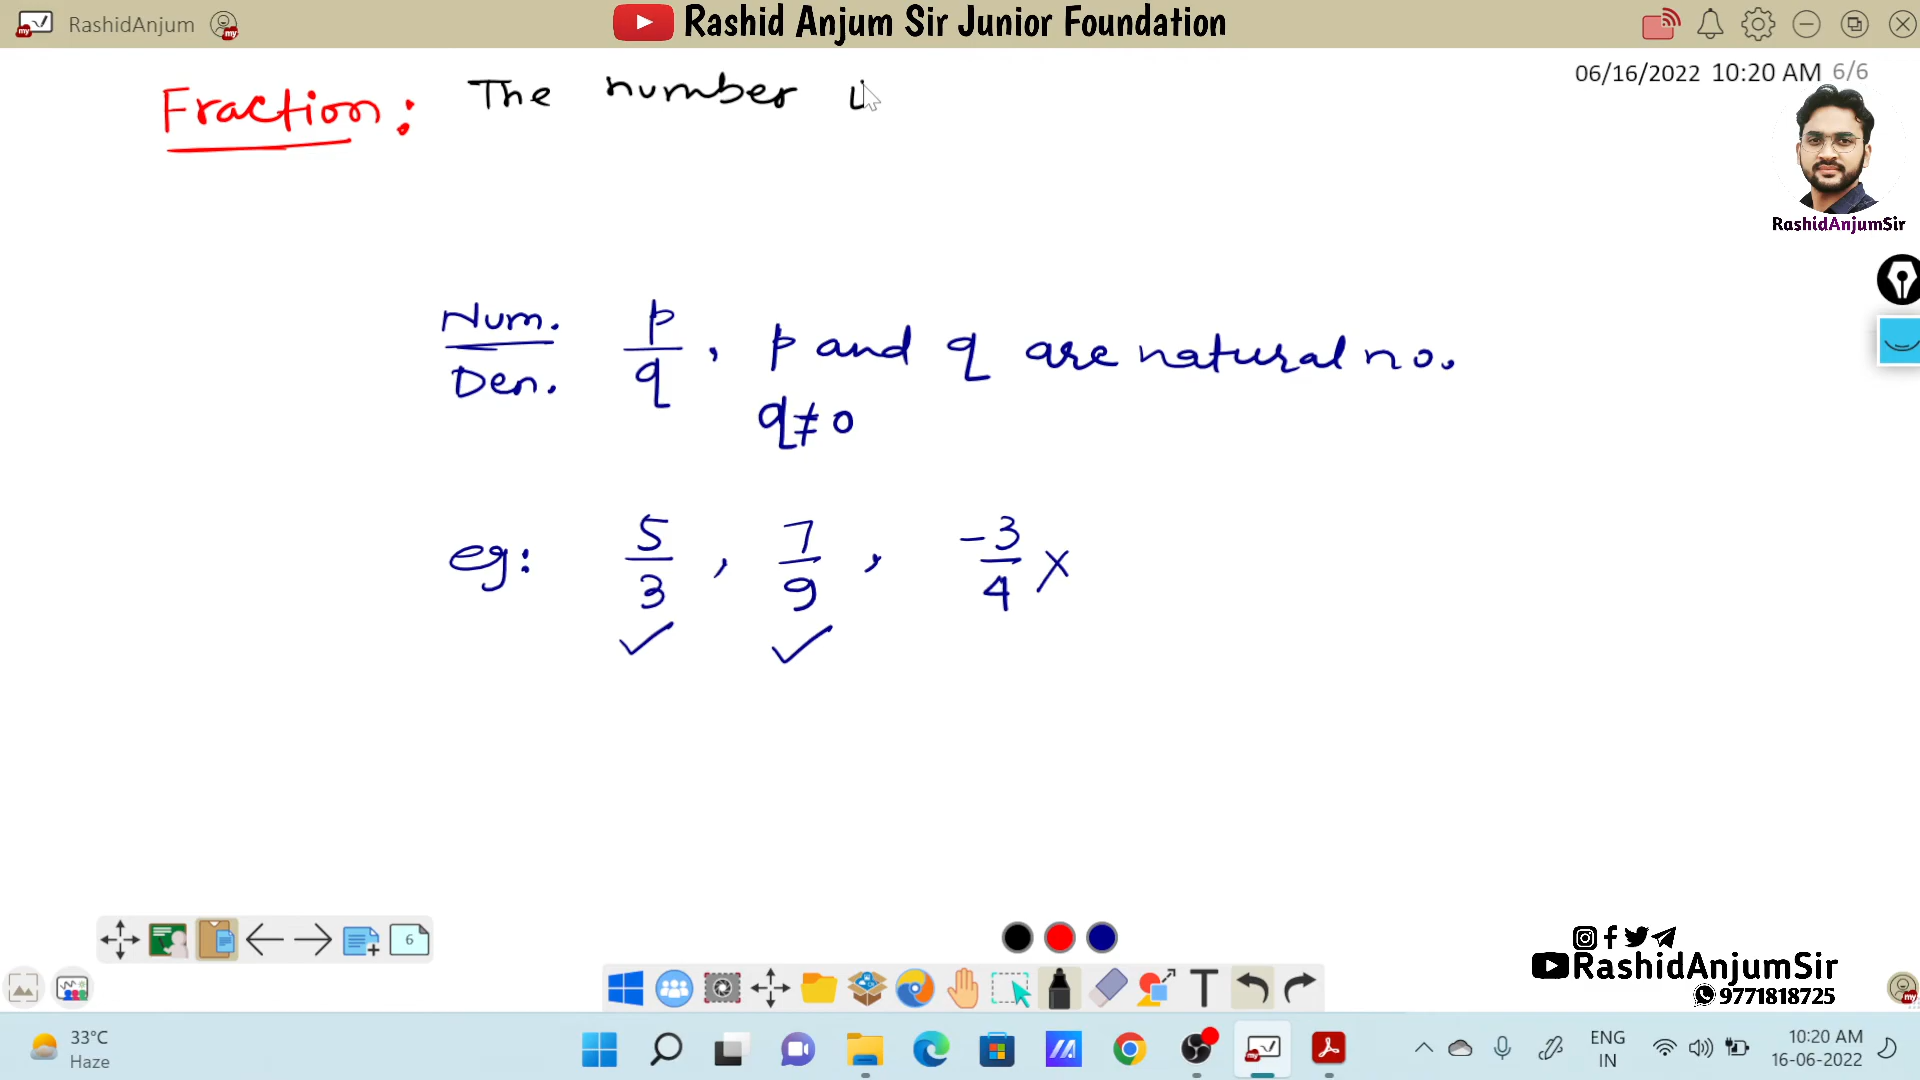 RashidAnjum
Rashid Anjum Sir Junior Foundation
06/16/2022 10:20 AM 6/6
Fraction: The number
RashidAnjumSir
Num. / Den. p/q, p and q are natural no.
q≠0
eg: 5/3, 7/9, -3/4 ×
6
RashidAnjumSir
9771818725
33°C
Haze
ENG
IN
10:20 AM
16-06-2022